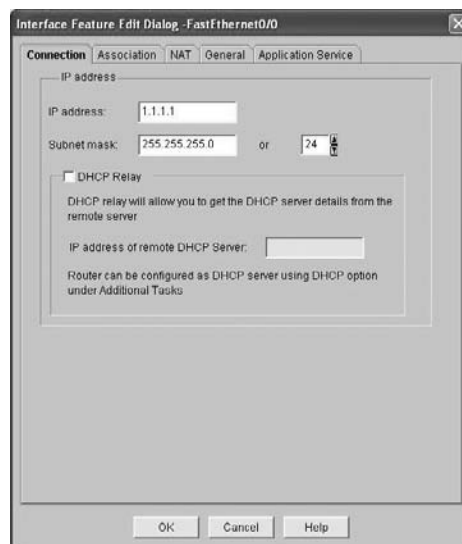 Interface Feature Edit Dialog -FastEthernet0/0
Connection Association NAT General Application Service
IP address
IP address: 1.1.1.1
Subnet mask: 255.255.255.0 or 24
DHCP Relay
DHCP relay will allow you to get the DHCP server details from the
remote server
IP address of remote DHCP Server:
Router can be configured as DHCP server using DHCP option
under Additional Tasks
OK Cancel Help